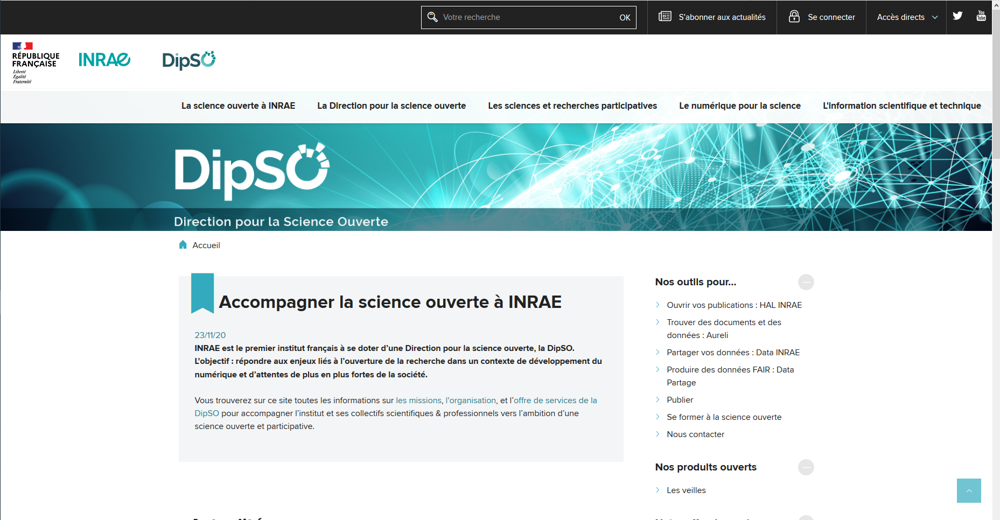 Votre recherche
OK
S'abonner aux actualités
Se connecter
Accès directs
You
Tube
RÉPUBLIQUE
FRANÇAISE
Liberté
Égalité
Fraternité
INRAE
DipSO
La science ouverte à INRAE
La Direction pour la science ouverte
Les sciences et recherches participatives
Le numérique pour la science
L'information scientifique et technique
DipSO
Direction pour la Science Ouverte
Accueil
Accompagner la science ouverte à INRAE
23/11/20
INRAE est le premier institut français à se doter d’une Direction pour la science ouverte, la DipSO.
L'objectif : répondre aux enjeux liés à l’ouverture de la recherche dans un contexte de développement du
numérique et d’attentes de plus en plus fortes de la société.
Vous trouverez sur ce site toutes les informations sur les missions, l'organisation, et l’offre de services de la
DipSO pour accompagner l’institut et ses collectifs scientifiques & professionnels vers l’ambition d’une
science ouverte et participative.
Nos outils pour...
Ouvrir vos publications : HAL INRAE
Trouver des documents et des
données : Aureli
Partager vos données : Data INRAE
Produire des données FAIR : Data
Partage
Publier
Se former à la science ouverte
Nous contacter
Nos produits ouverts
Les veilles